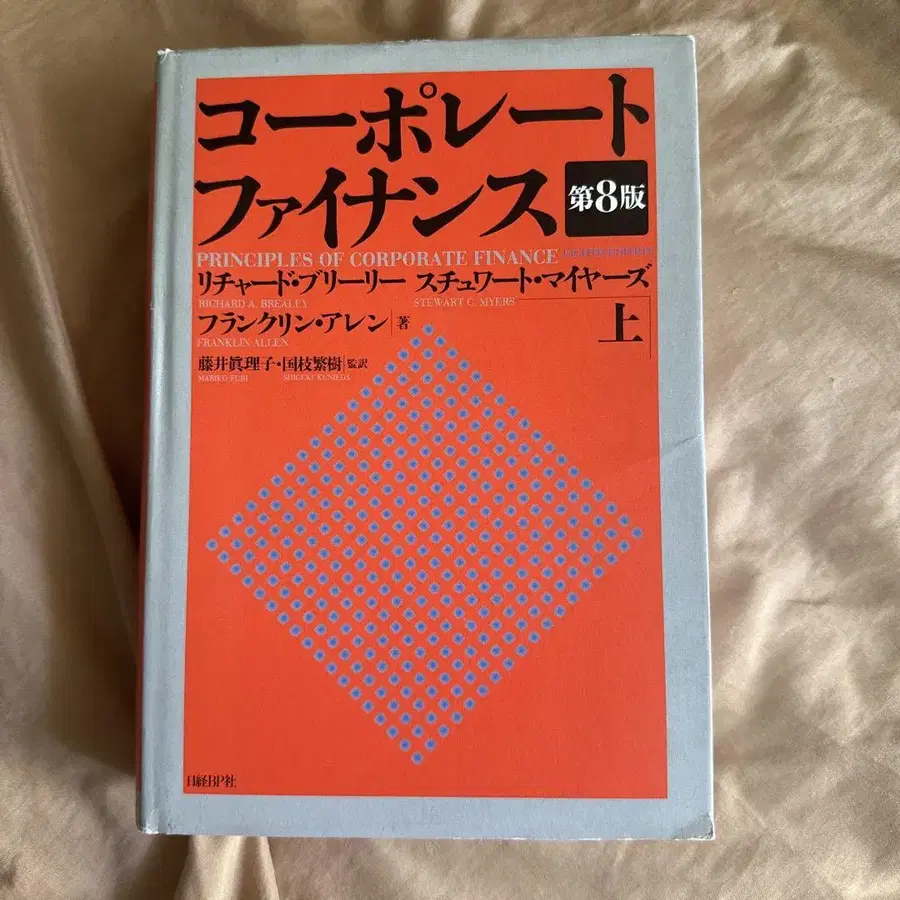 コーポレート
ファイナンス 第8版
PRINCIPLES OF CORPORATE FINANCE EIGHTH EDITION
リチャード・ブリーリー スチュワート・マイヤーズ
RICHARD A. BREALEY STEWART C. MYERS
フランクリン・アレン 著 上
FRANKLIN ALLEN
藤井眞理子・国枝繁樹 監訳
MARIKO FUJII SHIGEKI KUNIEDA
日経BP社